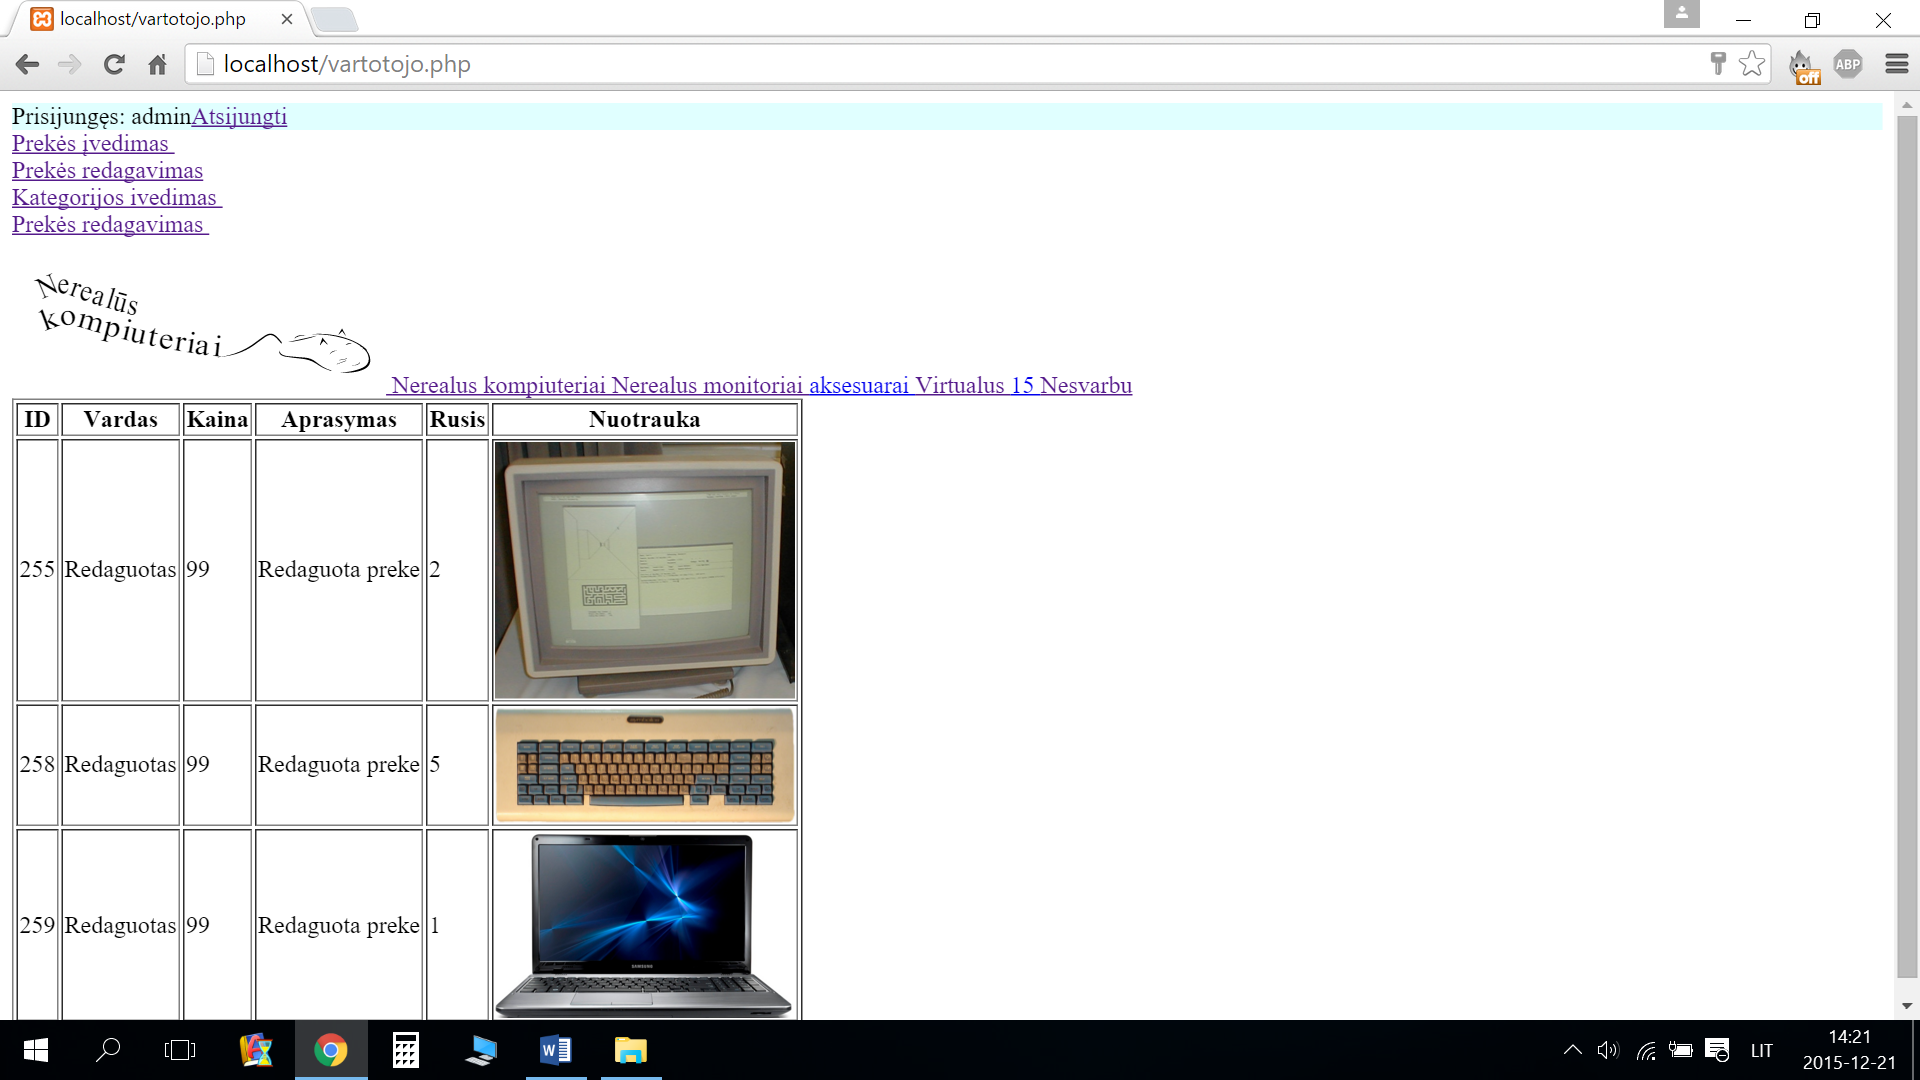 localhost/vartotojo.php
localhost/vartotojo.php
off
ABP
Prisijungęs: adminAtsijungti
Prekės įvedimas
Prekės redagavimas
Kategorijos ivedimas
Prekės redagavimas
Nerealūs
kompiuteriai
Nerealus kompiuteriai Nerealus monitoriai aksesuarai Virtualus 15 Nesvarbu
ID Vardas Kaina Aprasymas Rusis Nuotrauka
255 Redaguotas 99 Redaguota preke 2
258 Redaguotas 99 Redaguota preke 5
259 Redaguotas 99 Redaguota preke 1
SAMSUNG
W
LIT
14:21
2015-12-21